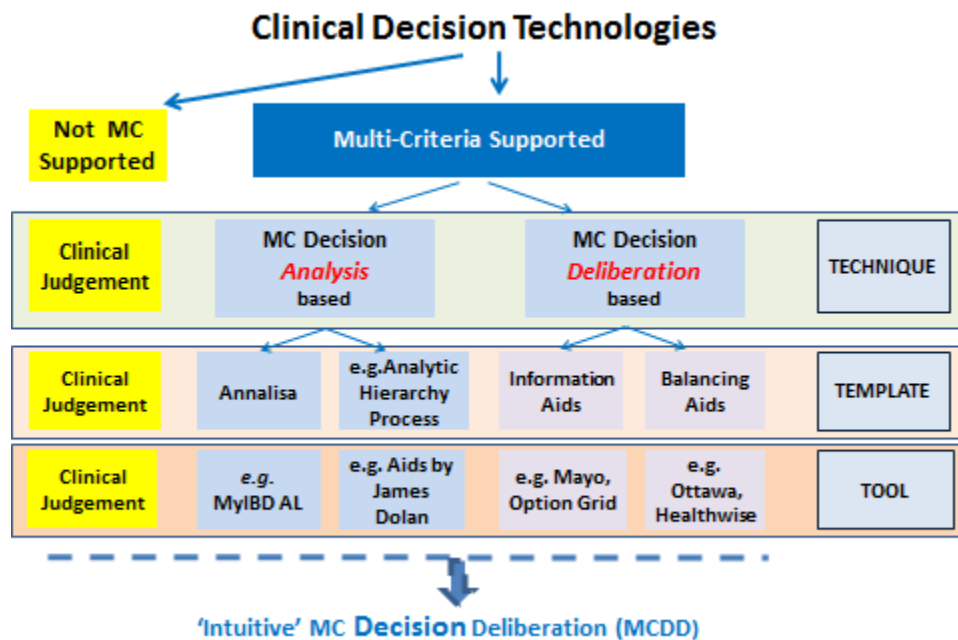 Clinical Decision Technologies
Not MC
Supported
Multi-Criteria Supported
Clinical
Judgement
MC Decision
Analysis
based
MC Decision
Deliberation
based
TECHNIQUE
Clinical
Judgement
Annalisa
e.g.Analytic
Hierarchy
Process
Information
Aids
Balancing
Aids
TEMPLATE
Clinical
Judgement
e.g.
MyIBD AL
e.g. Aids by
James
Dolan
e.g. Mayo,
Option Grid
e.g.
Ottawa,
Healthwise
TOOL
‘Intuitive’ MC Decision Deliberation (MCDD)